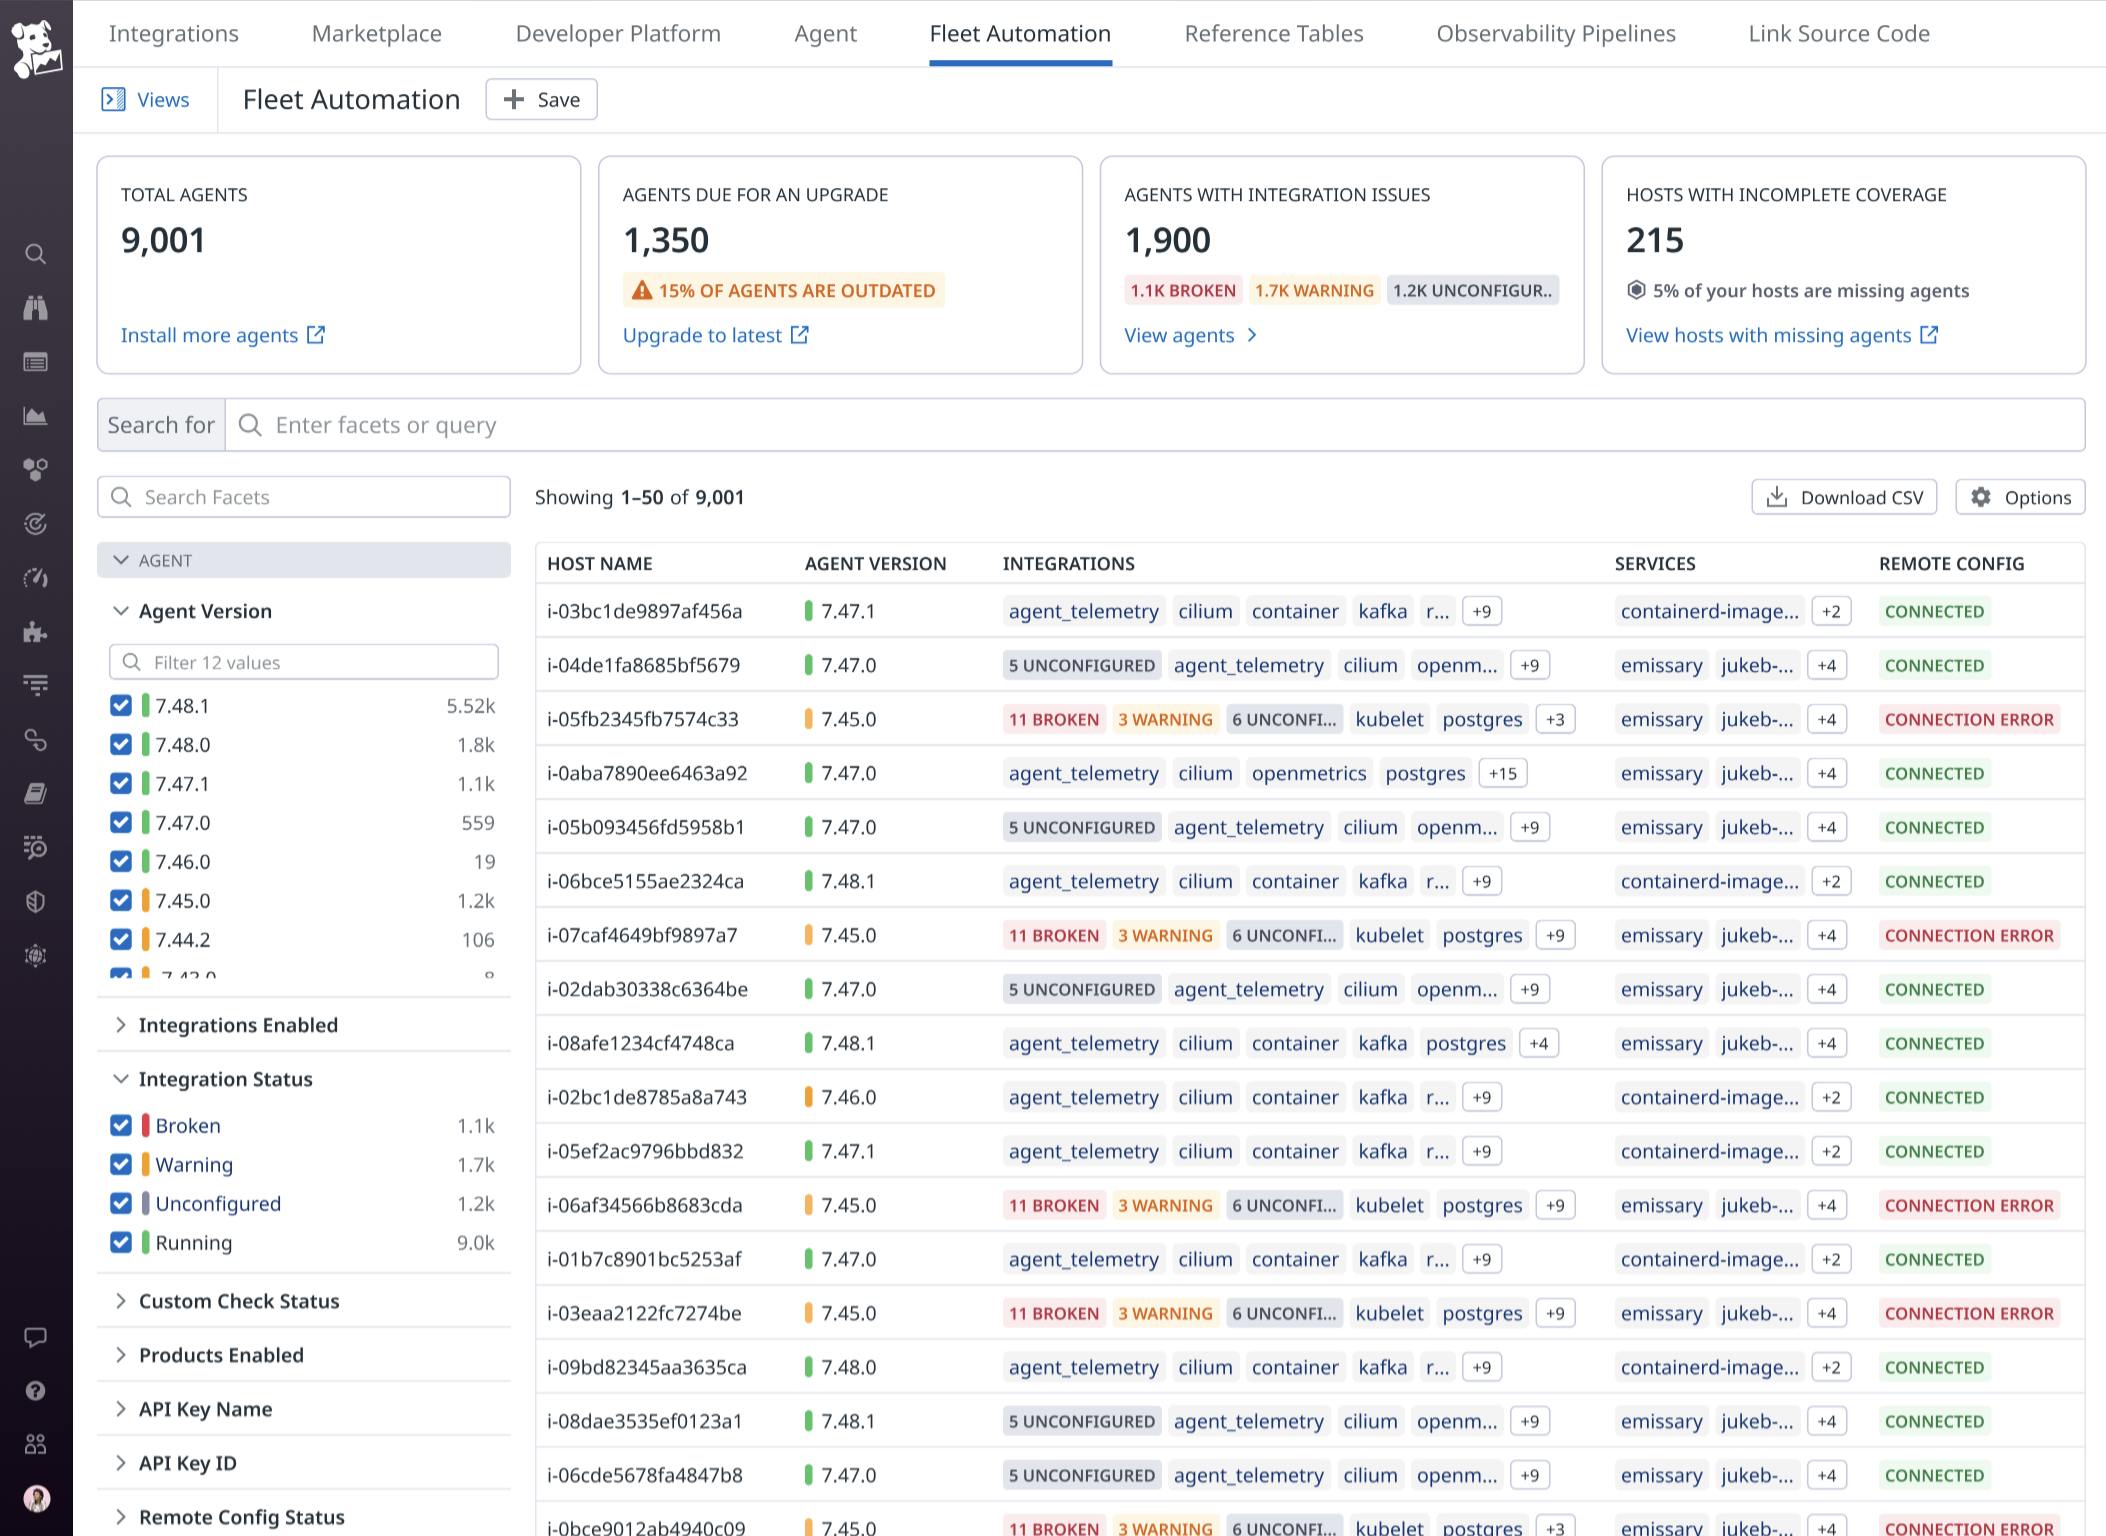 Integrations Marketplace Developer Platform Agent Fleet Automation Reference Tables Observability Pipelines Link Source Code
Views Fleet Automation Save
TOTAL AGENTS
9,001
Install more agents
AGENTS DUE FOR AN UPGRADE
1,350
15% OF AGENTS ARE OUTDATED
Upgrade to latest
AGENTS WITH INTEGRATION ISSUES
1,900
1.1K BROKEN 1.7K WARNING 1.2K UNCONFIGUR..
View agents
HOSTS WITH INCOMPLETE COVERAGE
215
5% of your hosts are missing agents
View hosts with missing agents
Search for Enter facets or query
Search Facets
AGENT
Agent Version
Filter 12 values
7.48.1 5.52k
7.48.0 1.8k
7.47.1 1.1k
7.47.0 559
7.46.0 19
7.45.0 1.2k
7.44.2 106
7.43.0 8
Integrations Enabled
Integration Status
Broken 1.1k
Warning 1.7k
Unconfigured 1.2k
Running 9.0k
Custom Check Status
Products Enabled
API Key Name
API Key ID
Remote Config Status
Showing 1–50 of 9,001 Download CSV Options
HOST NAME AGENT VERSION INTEGRATIONS SERVICES REMOTE CONFIG
i-03bc1de9897af456a 7.47.1 agent_telemetry cilium container kafka r... +9 containerd-image... +2 CONNECTED
i-04de1fa8685bf5679 7.47.0 5 UNCONFIGURED agent_telemetry cilium openm... +9 emissary jukeb-... +4 CONNECTED
i-05fb2345fb7574c33 7.45.0 11 BROKEN 3 WARNING 6 UNCONFI... kubelet postgres +3 emissary jukeb-... +4 CONNECTION ERROR
i-0aba7890ee6463a92 7.47.0 agent_telemetry cilium openmetrics postgres +15 emissary jukeb-... +4 CONNECTED
i-05b093456fd5958b1 7.47.0 5 UNCONFIGURED agent_telemetry cilium openm... +9 emissary jukeb-... +4 CONNECTED
i-06bce5155ae2324ca 7.48.1 agent_telemetry cilium container kafka r... +9 containerd-image... +2 CONNECTED
i-07caf4649bf9897a7 7.45.0 11 BROKEN 3 WARNING 6 UNCONFI... kubelet postgres +9 emissary jukeb-... +4 CONNECTION ERROR
i-02dab30338c6364be 7.47.0 5 UNCONFIGURED agent_telemetry cilium openm... +9 emissary jukeb-... +4 CONNECTED
i-08afe1234cf4748ca 7.48.1 agent_telemetry cilium container kafka postgres +4 emissary jukeb-... +4 CONNECTED
i-02bc1de8785a8a743 7.46.0 agent_telemetry cilium container kafka r... +9 containerd-image... +2 CONNECTED
i-05ef2ac9796bbd832 7.47.1 agent_telemetry cilium container kafka r... +9 containerd-image... +2 CONNECTED
i-06af34566b8683cda 7.45.0 11 BROKEN 3 WARNING 6 UNCONFI... kubelet postgres +9 emissary jukeb-... +4 CONNECTION ERROR
i-01b7c8901bc5253af 7.47.0 agent_telemetry cilium container kafka r... +9 containerd-image... +2 CONNECTED
i-03eaa2122fc7274be 7.45.0 11 BROKEN 3 WARNING 6 UNCONFI... kubelet postgres +9 emissary jukeb-... +4 CONNECTION ERROR
i-09bd82345aa3635ca 7.48.0 agent_telemetry cilium container kafka r... +9 containerd-image... +2 CONNECTED
i-08dae3535ef0123a1 7.48.1 5 UNCONFIGURED agent_telemetry cilium openm... +9 emissary jukeb-... +4 CONNECTED
i-06cde5678fa4847b8 7.47.0 5 UNCONFIGURED agent_telemetry cilium openm... +9 emissary jukeb-... +4 CONNECTED
i-0bce9012ab4940c09 7.45.0 11 BROKEN 3 WARNING 6 UNCONFI... kubelet postgres +3 emissary jukeb-... +4 CONNECTION ERROR